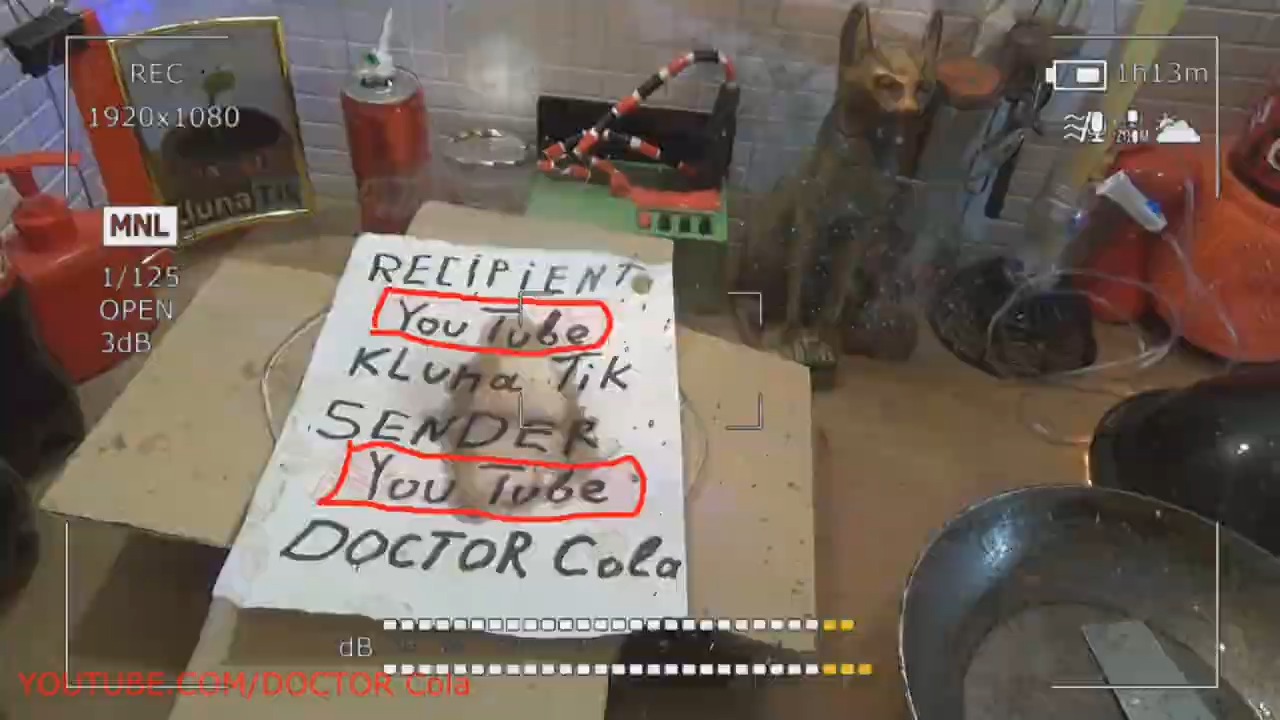 REC
1920x1080
1h13m
KlunaTik
MNL
1/125
OPEN
3dB
RECIPIENT
You Tube
KLuna TiK
SENDER
You Tube
DOCTOR Cola
dB
YOUTUBE.COM/DOCTOR Cola